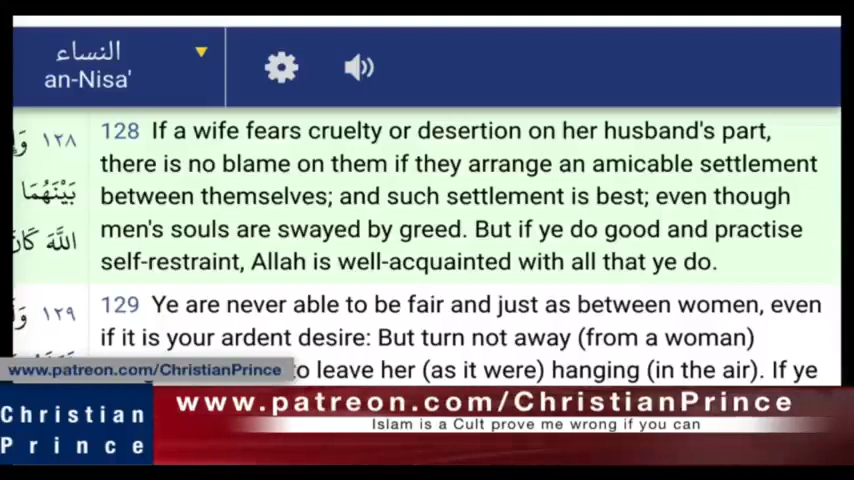 النساء
an-Nisa'
١٢٨
128 If a wife fears cruelty or desertion on her husband's part,
there is no blame on them if they arrange an amicable settlement
بَيْنَهُمَا between themselves; and such settlement is best; even though
men's souls are swayed by greed. But if ye do good and practise
اللَّهَ كَانَ self-restraint, Allah is well-acquainted with all that ye do.
١٢٩ 129 Ye are never able to be fair and just as between women, even
if it is your ardent desire: But turn not away (from a woman)
www.patreon.com/ChristianPrince to leave her (as it were) hanging (in the air). If ye
Christian
Prince
www.patreon.com/ChristianPrince
Islam is a Cult prove me wrong if you can